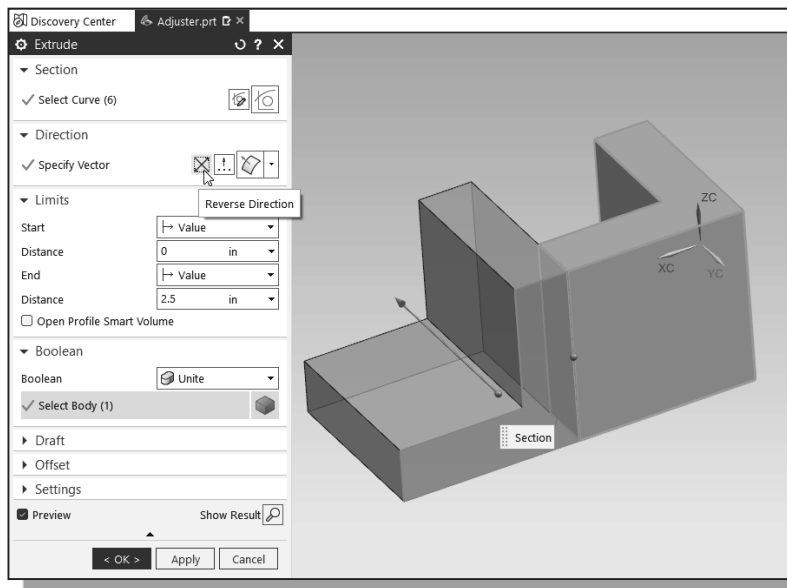 Discovery Center Adjuster.prt
Extrude
Section
Select Curve (6)
Direction
Specify Vector
Reverse Direction
Limits
Start Value
Distance 0 in
End Value
Distance 2.5 in
Open Profile Smart Volume
Boolean
Boolean Unite
Select Body (1)
Draft
Offset
Settings
Preview Show Result
< OK > Apply Cancel
ZC
XC YC
Section